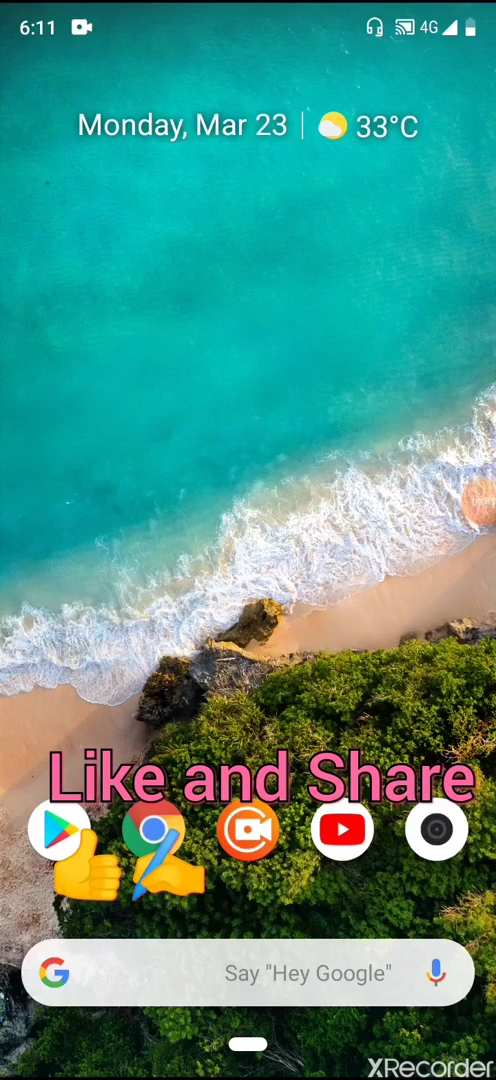 6:11 4G
Monday, Mar 23 33°C
Like and Share
G Say "Hey Google"
XRecorder